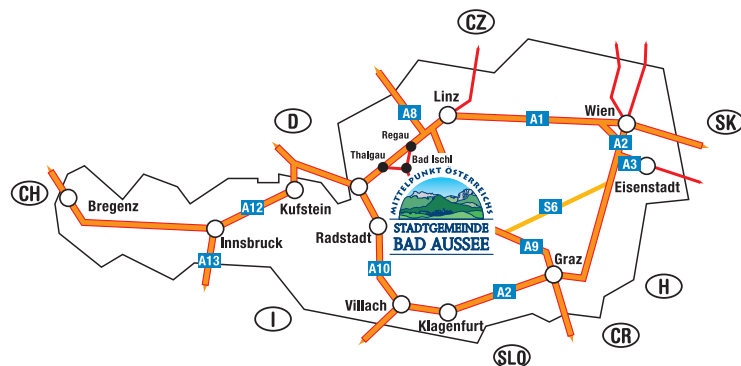 CZ
Linz
A8
A1
Wien
SK
D
Regau
A2
Thalgau
Bad Ischl
A3
CH
Bregenz
A12
Kufstein
MITTELPUNKT ÖSTERREICHS
Eisenstadt
S6
Innsbruck
Radstadt
STADTGEMEINDE
BAD AUSSEE
A9
A13
A10
Graz
H
Villach
A2
I
Klagenfurt
CR
SLO